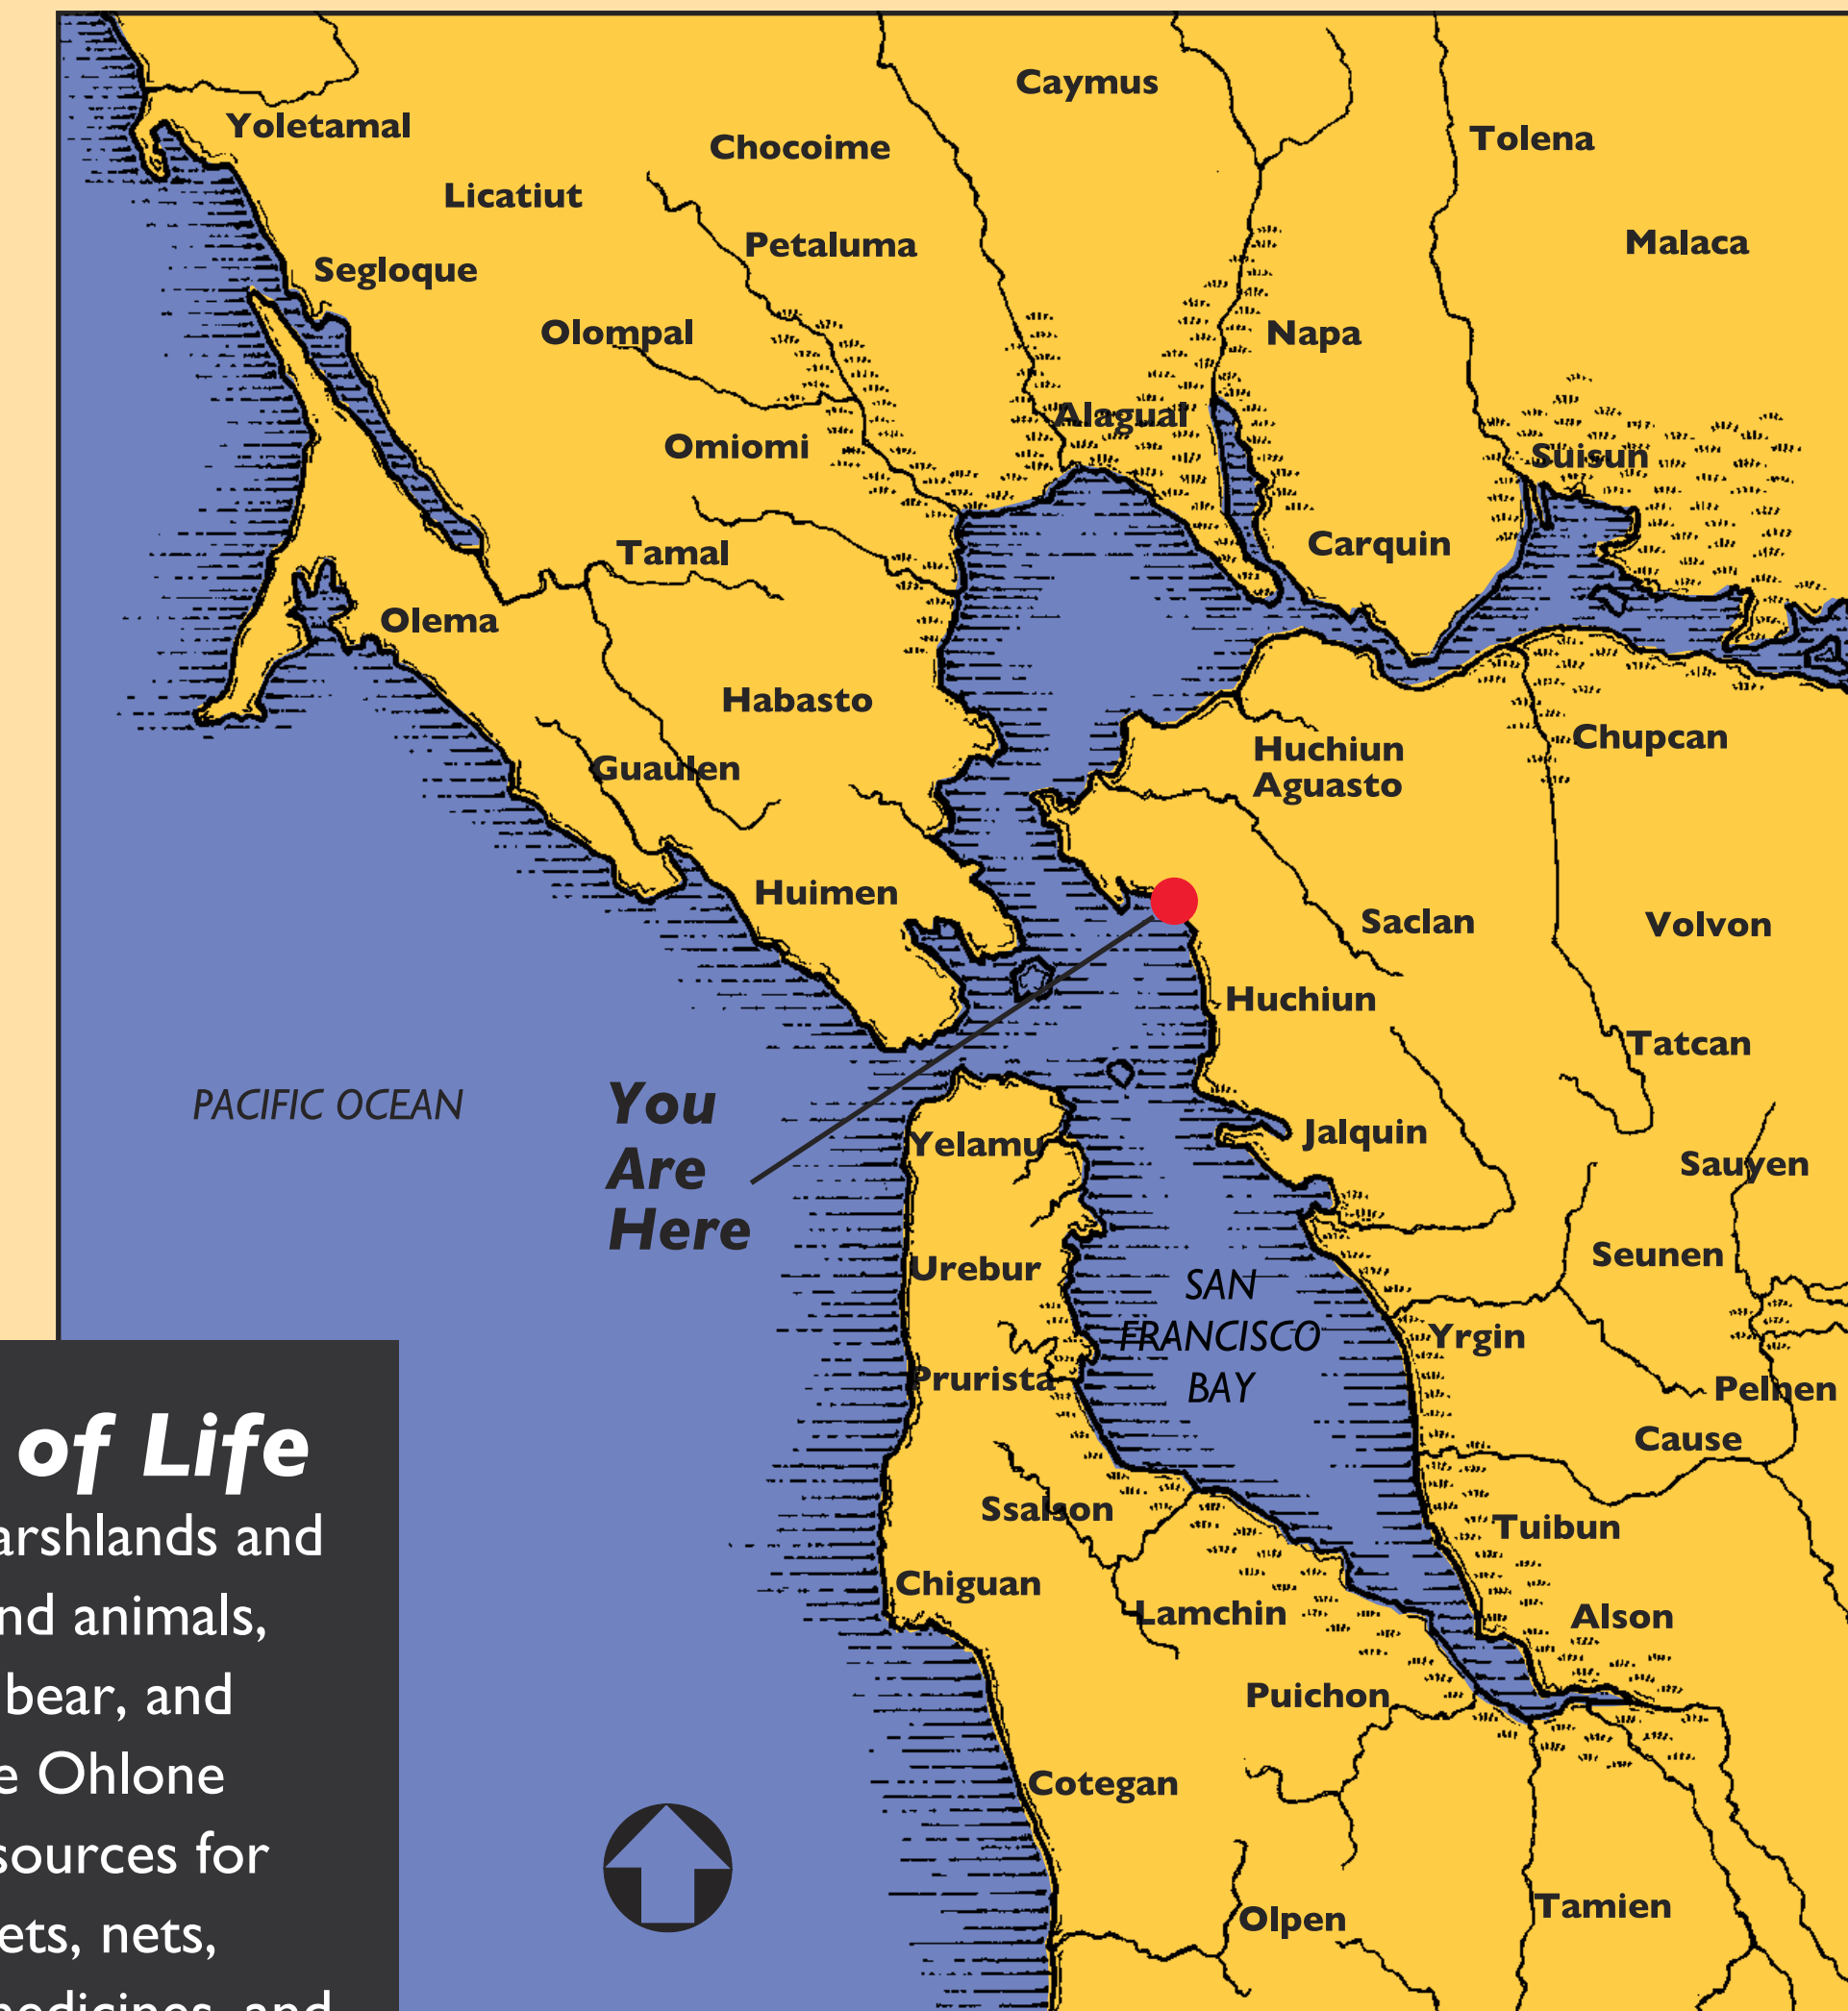 Caymus
Yoletamal
Chocoime
Tolena
Licatiut
Petaluma
Malaca
Segloque
Olompal
Napa
Alagual
Omiomi
Suisun
Tamal
Carquin
Olema
Habasto
Chupcan
Huchiun
Aguasto
Guaulen
Huimen
Saclan
Volvon
Huchiun
Tatcan
PACIFIC OCEAN
You
Are
Here
Yelamu
Jalquin
Sauyen
Seunen
Urebur
SAN
FRANCISCO
BAY
Yrgin
Prurista
Pelnen
Cause
Ssalson
Tuibun
Chiguan
Lamchin
Alson
Puichon
Cotegan
Olpen
Tamien
of Life
arshlands and
nd animals,
bear, and
e Ohlone
sources for
ets, nets,
medicines, and